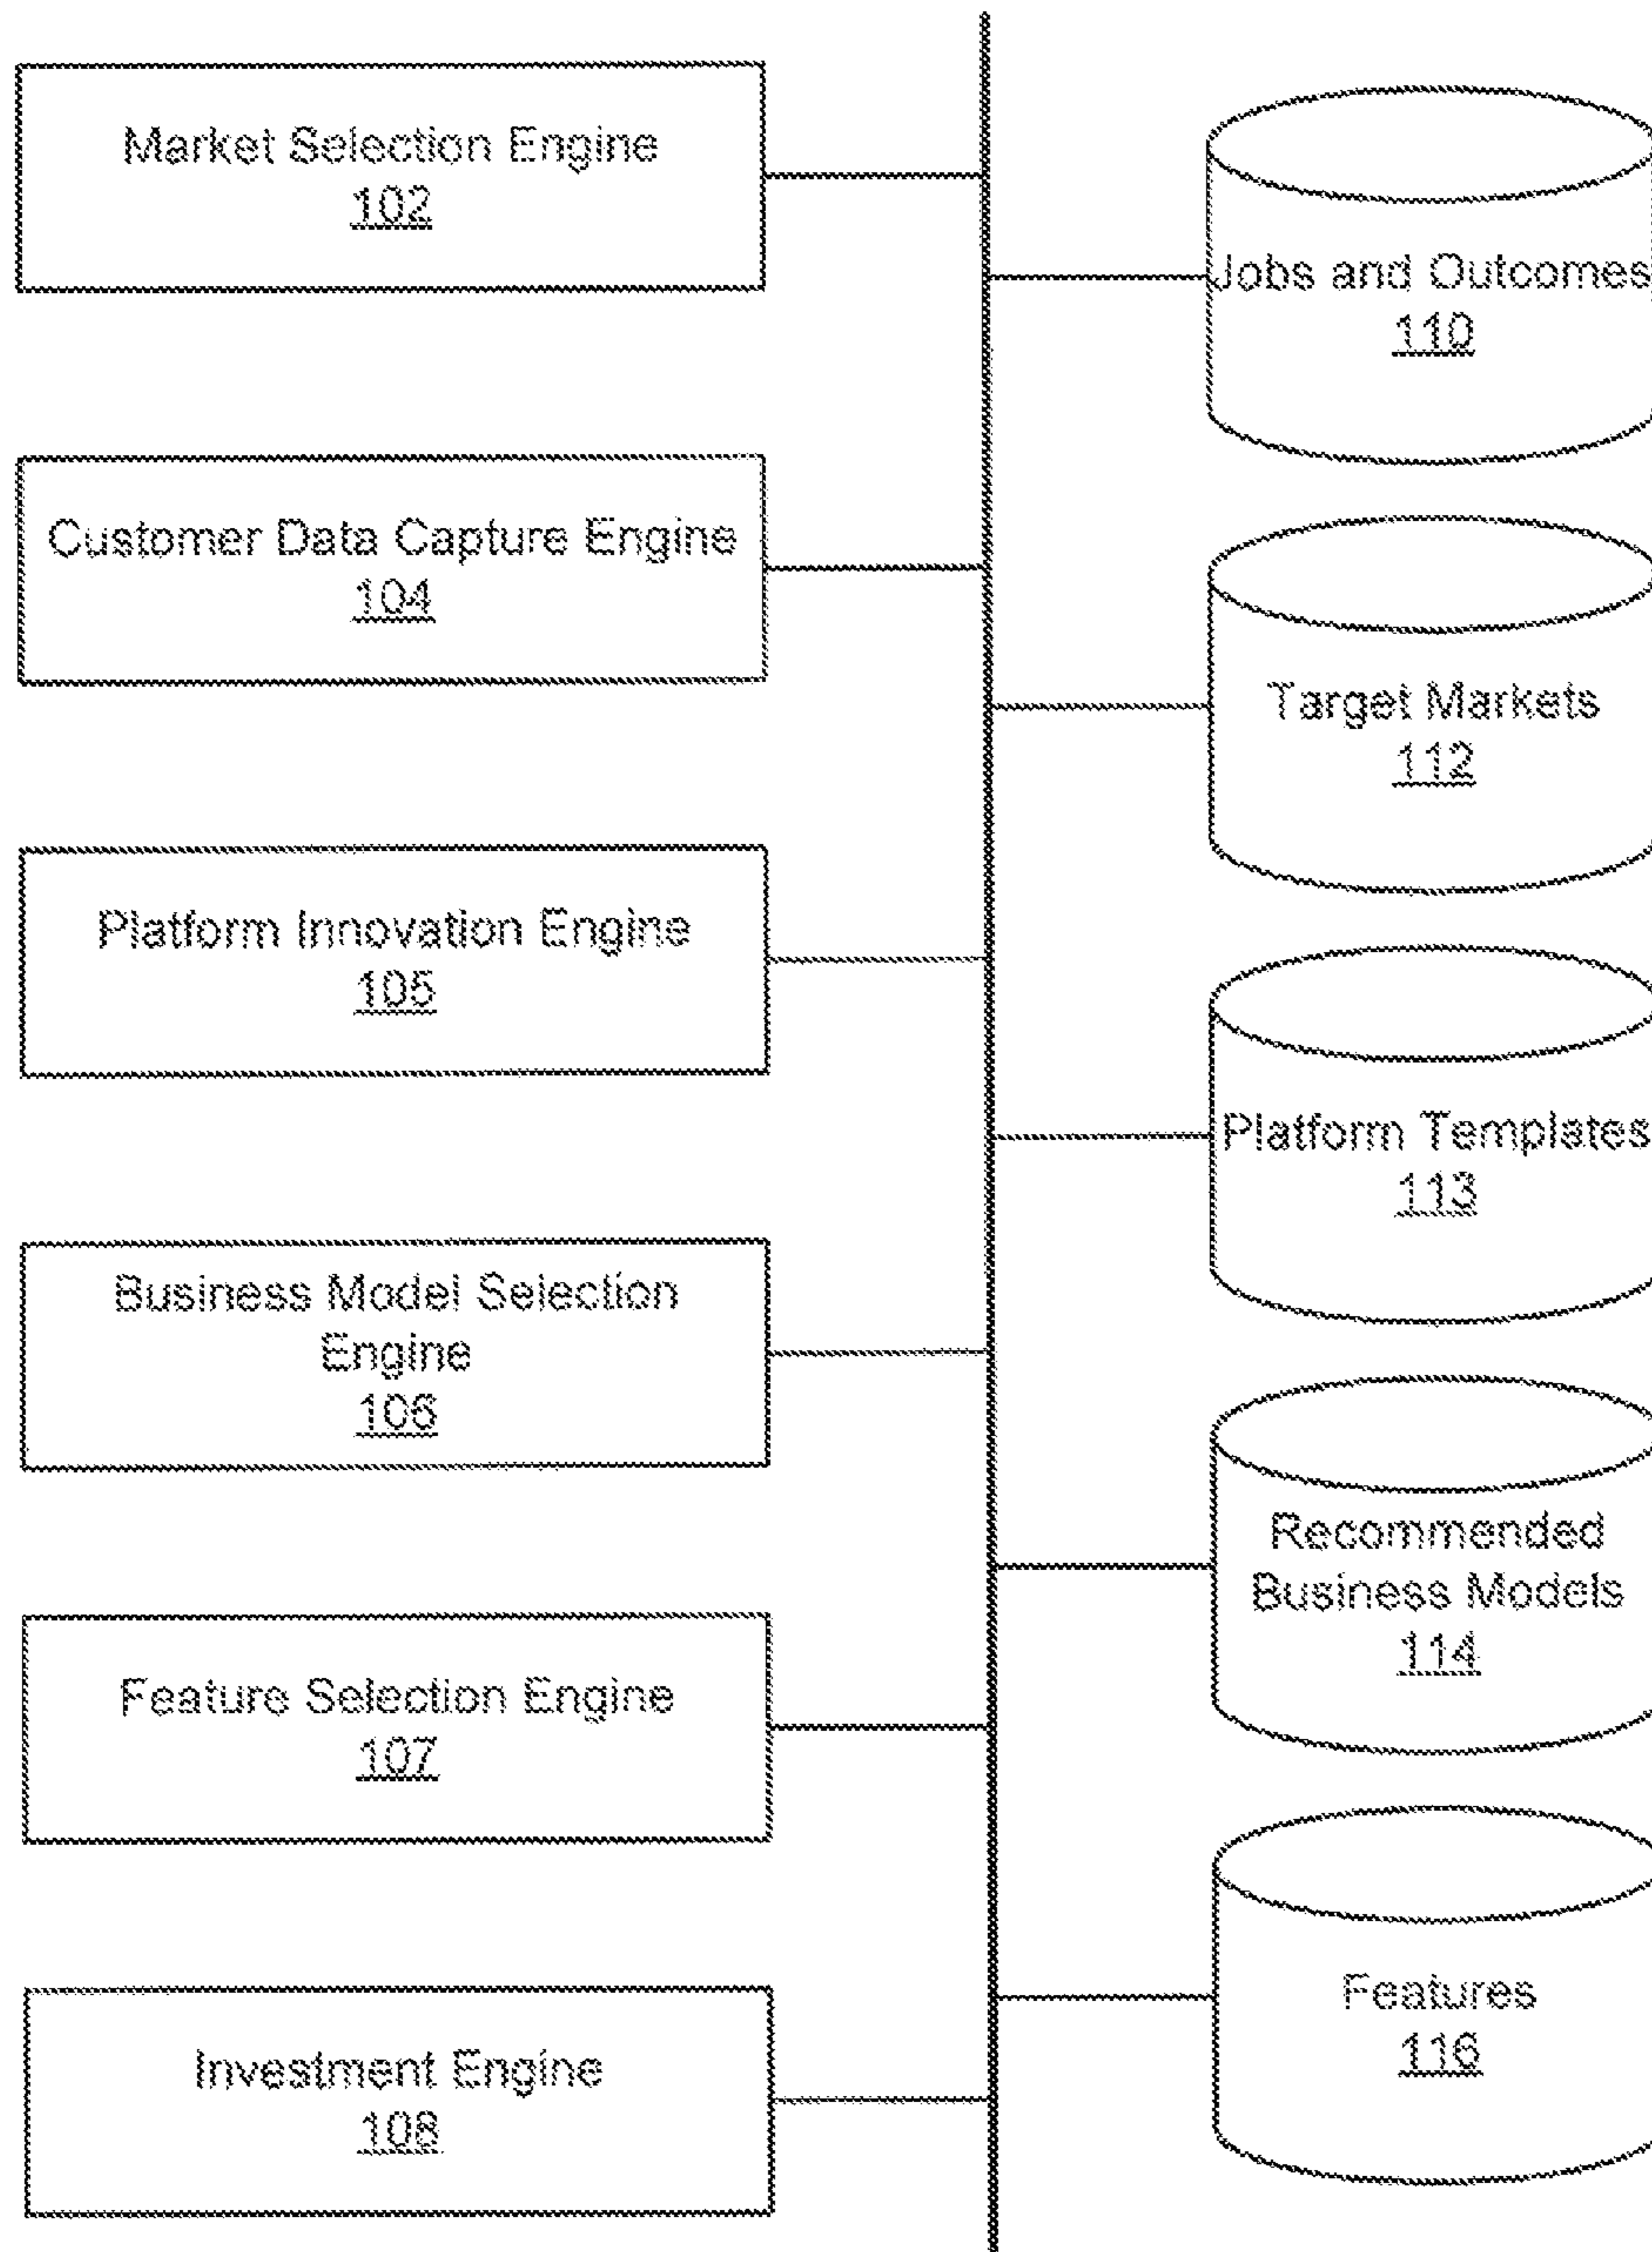 Market Selection Engine
102
Customer Data Capture Engine
104
Platform Innovation Engine
105
Business Model Selection
Engine
106
Feature Selection Engine
107
Investment Engine
108
Jobs and Outcomes
110
Target Markets
112
Platform Templates
113
Recommended
Business Models
114
Features
116